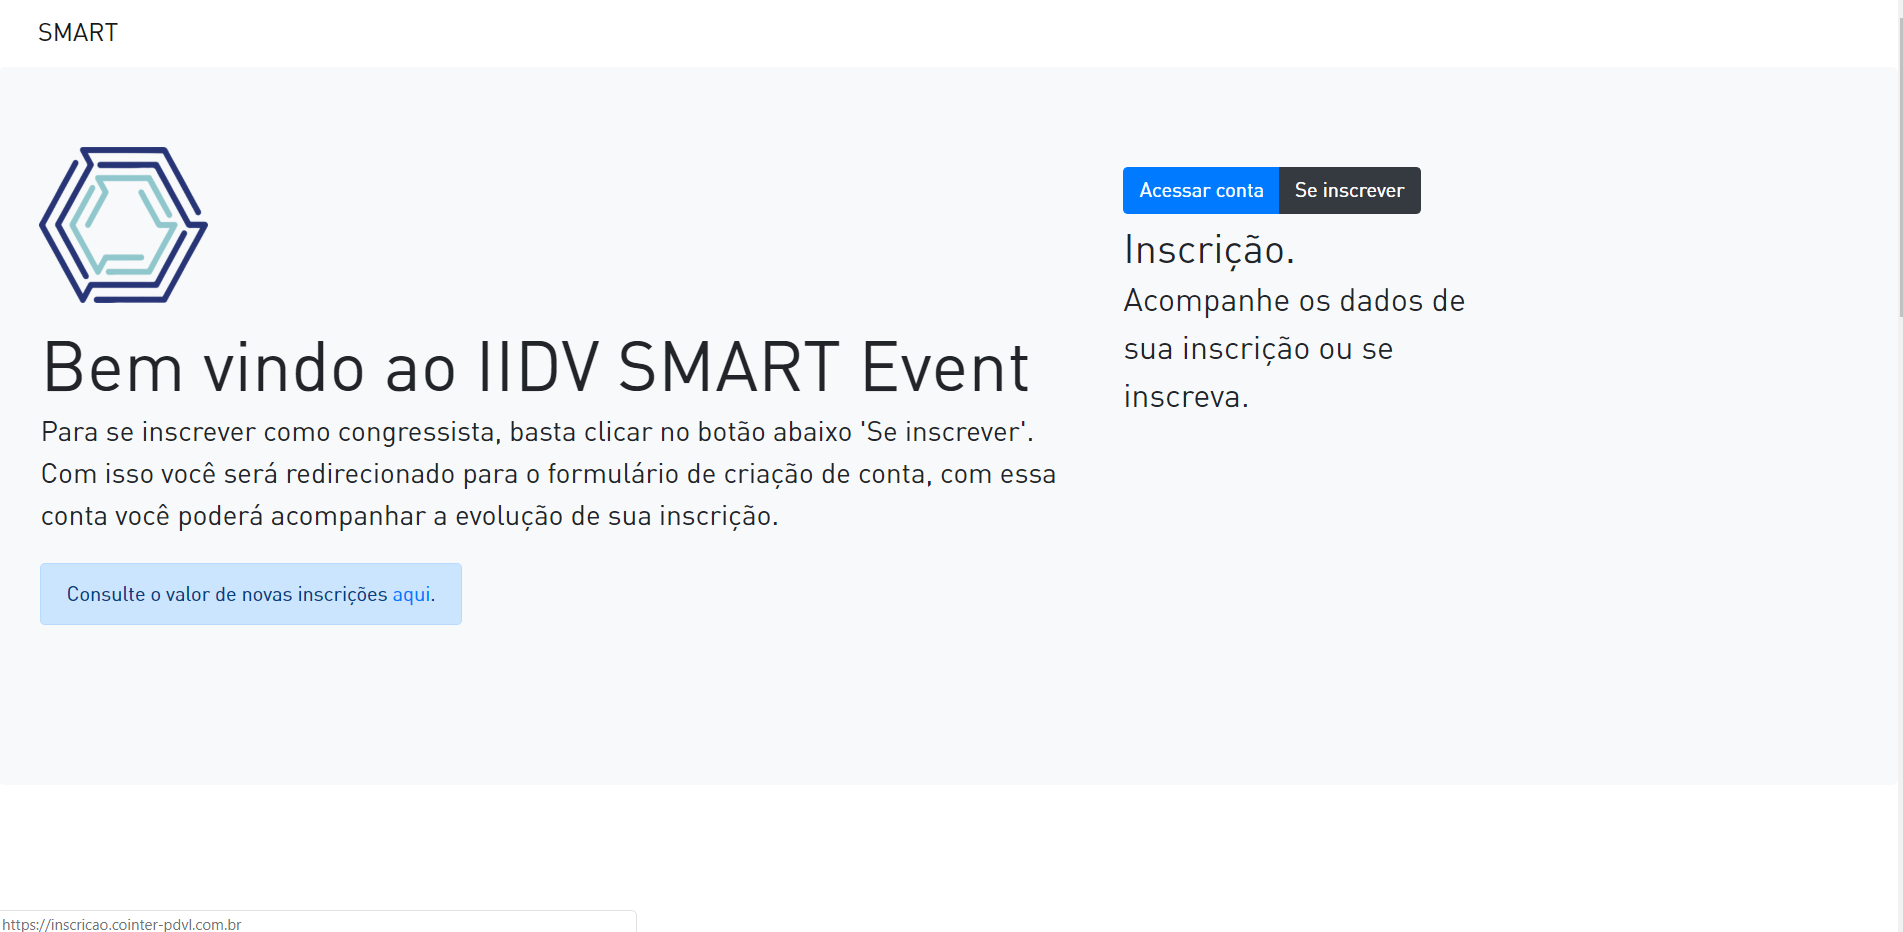 SMART
Bem vindo ao IIDV SMART Event
Para se inscrever como congressista, basta clicar no botão abaixo 'Se inscrever'.
Com isso você será redirecionado para o formulário de criação de conta, com essa
conta você poderá acompanhar a evolução de sua inscrição.
Consulte o valor de novas inscrições aqui.
Acessar conta
Se inscrever
Inscrição.
Acompanhe os dados de
sua inscrição ou se
inscreva.
https://inscricao.cointer-pdvl.com.br